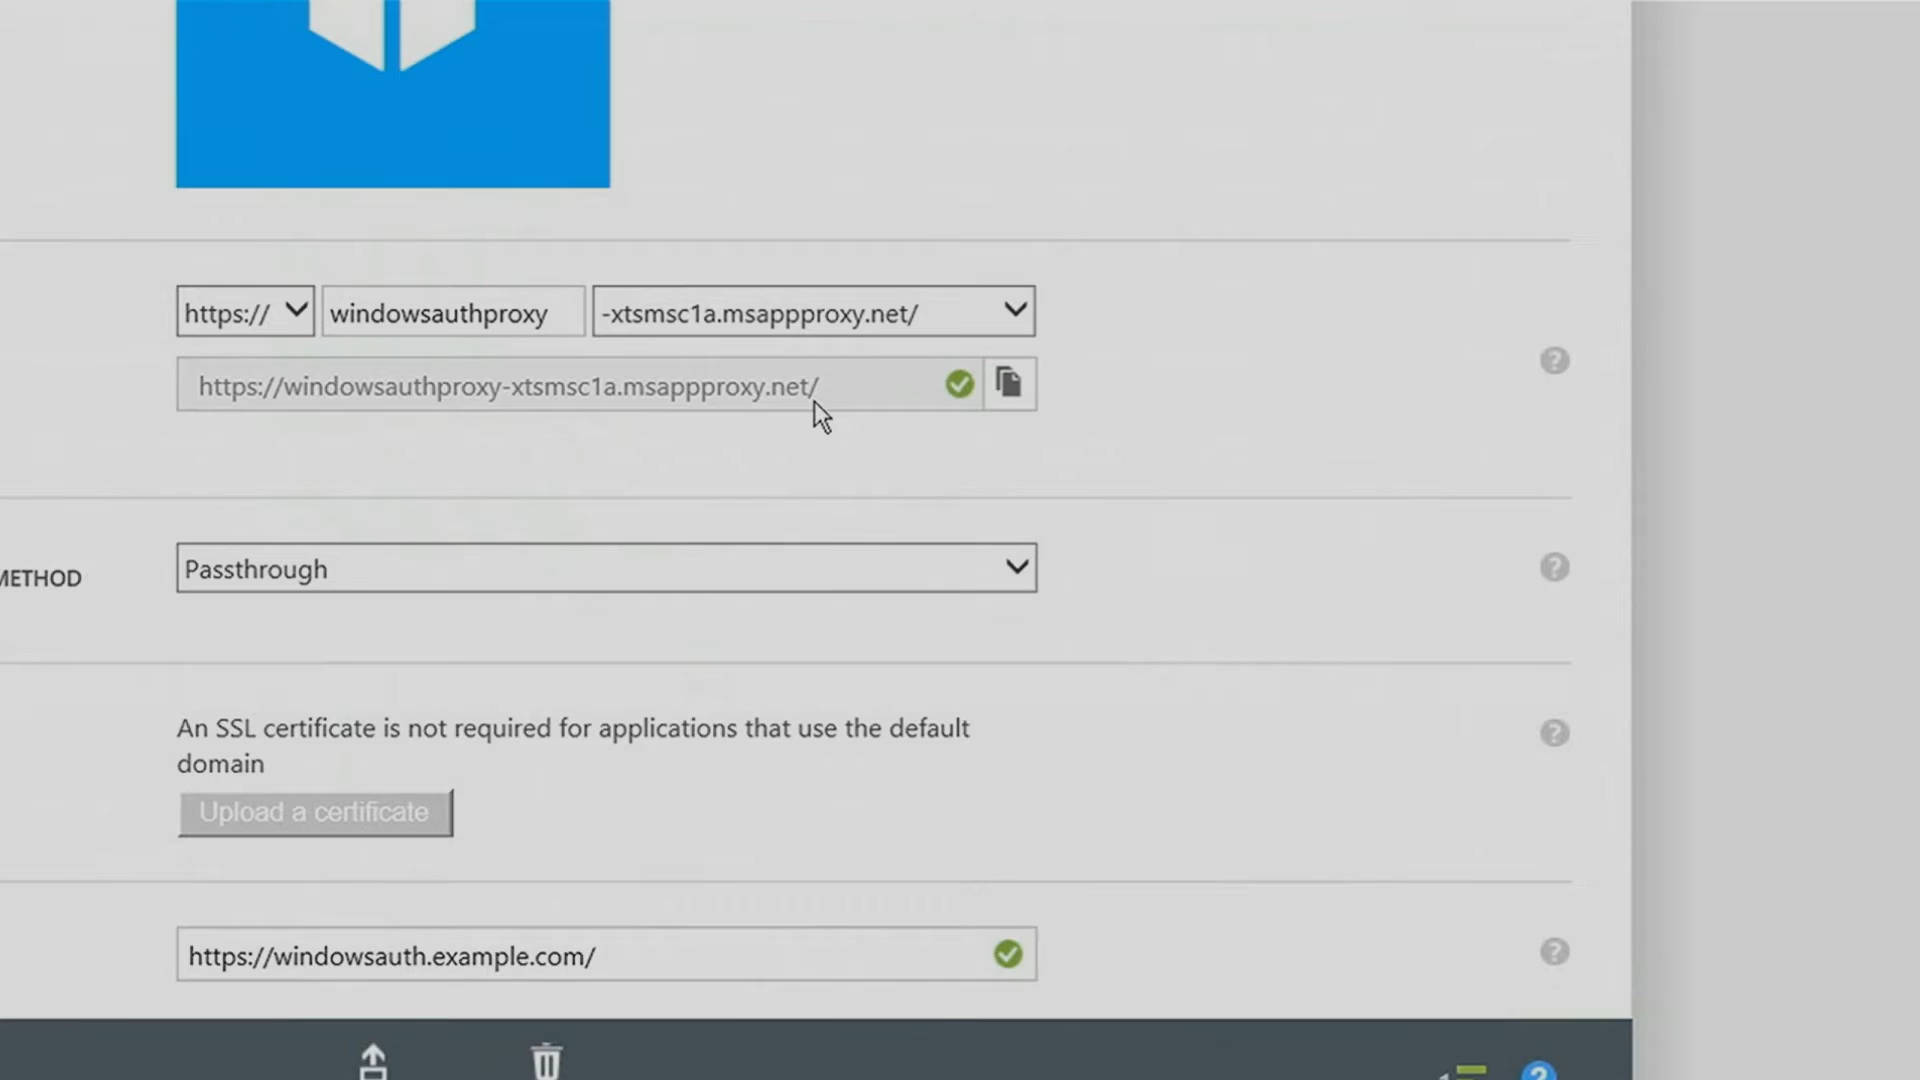 https:// windowsauthproxy -xtsmsc1a.msappproxy.net/
https://windowsauthproxy-xtsmsc1a.msappproxy.net/
METHOD Passthrough
An SSL certificate is not required for applications that use the default
domain
Upload a certificate
https://windowsauth.example.com/